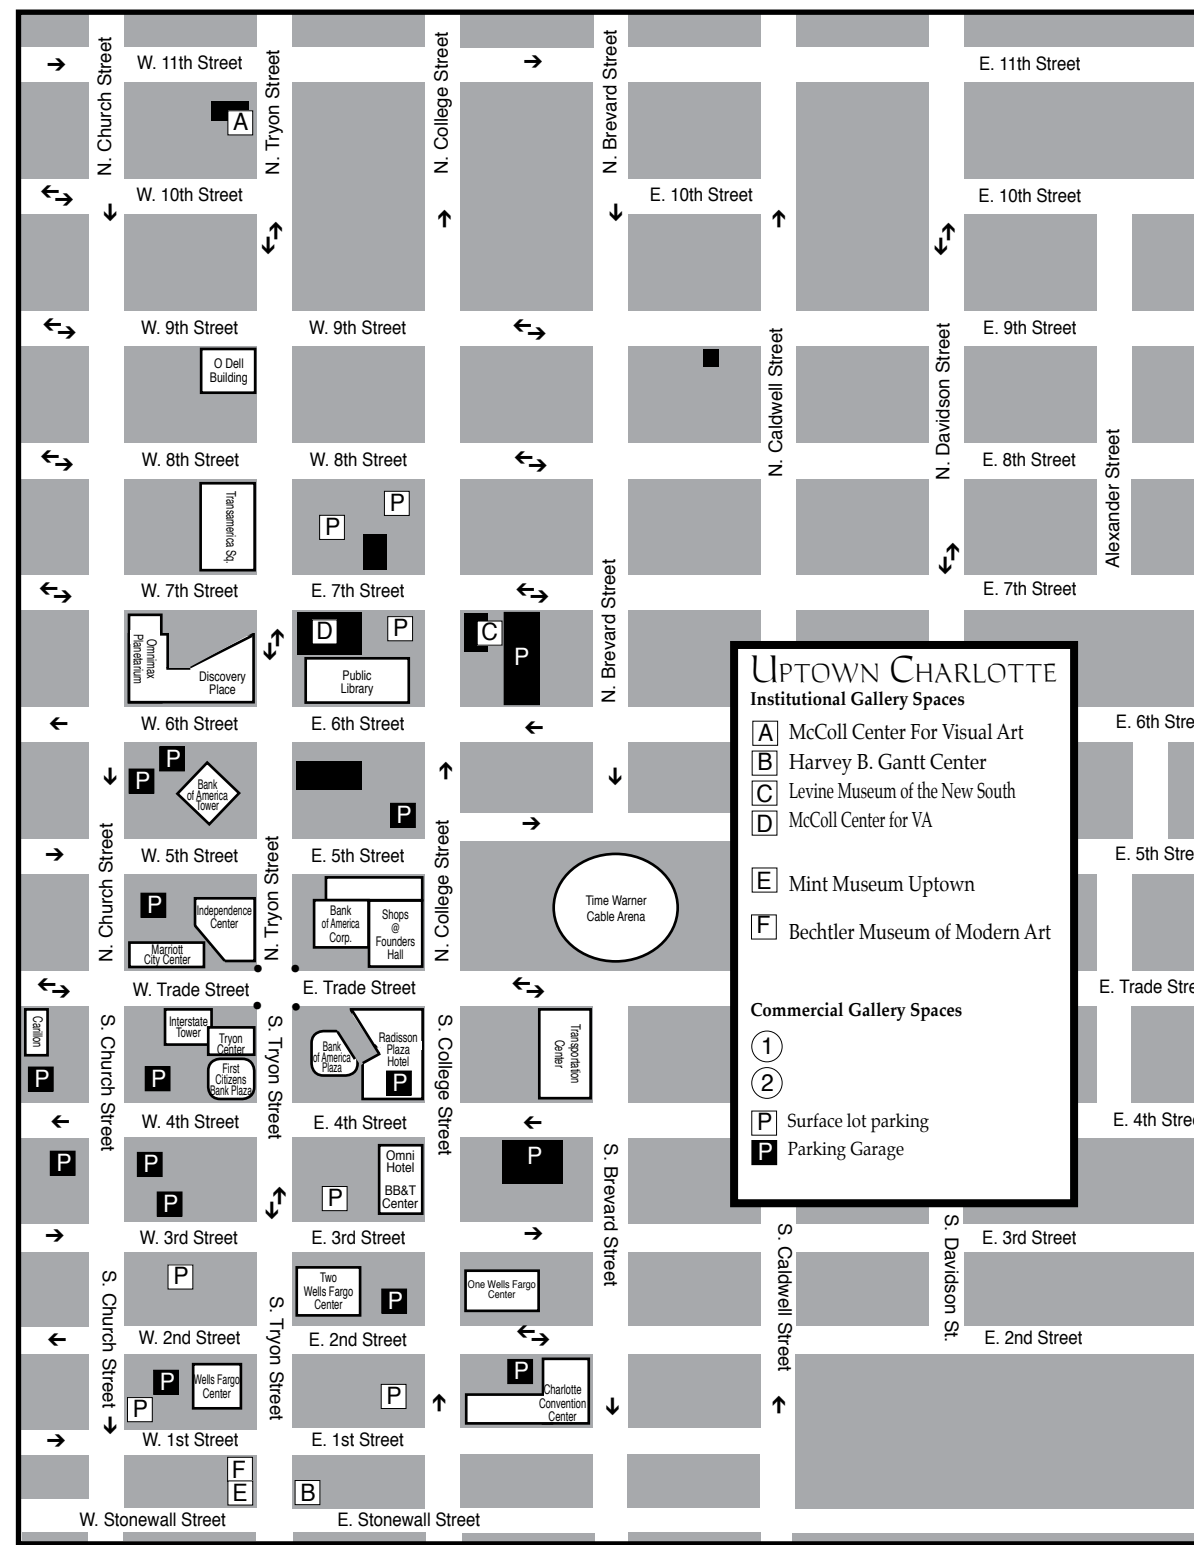 N. Church Street
N. Tryon Street
N. College Street
N. Brevard Street
W. 11th Street
E. 11th Street
A
W. 10th Street
E. 10th Street
E. 10th Street
W. 9th Street
W. 9th Street
E. 9th Street
N. Caldwell Street
N. Davidson Street
O Dell
Building
W. 8th Street
W. 8th Street
E. 8th Street
Alexander Street
Transamerica Sq.
P
P
W. 7th Street
E. 7th Street
E. 7th Street
N. Brevard Street
Omnimax
Planetarium
Discovery
Place
D
P
Public
Library
C
P
W. 6th Street
E. 6th Street
E. 6th Stre
P
P
Bank
of America
Tower
P
N. Church Street
N. Tryon Street
N. College Street
W. 5th Street
E. 5th Street
E. 5th Stre
P
Independence
Center
Marriott
City Center
Bank
of America
Corp.
Shops
@
Founders
Hall
Time Warner
Cable Arena
W. Trade Street
E. Trade Street
E. Trade Stre
Carillon
P
S. Church Street
Interstate
Tower
Tryon
Center
First
Citizens
Bank Plaza
P
S. Tryon Street
Bank
of America
Plaza
Radisson
Plaza
Hotel
P
S. College Street
Transportation
Center
W. 4th Street
E. 4th Street
E. 4th Stree
P
P
P
P
Omni
Hotel
BB&T
Center
P
S. Brevard Street
W. 3rd Street
E. 3rd Street
E. 3rd Street
S. Caldwell Street
S. Davidson St.
S. Church Street
P
S. Tryon Street
Two
Wells Fargo
Center
P
One Wells Fargo
Center
W. 2nd Street
E. 2nd Street
E. 2nd Street
P
P
Wells Fargo
Center
P
P
Charlotte
Convention
Center
W. 1st Street
E. 1st Street
F
E
B
W. Stonewall Street
E. Stonewall Street
UPTOWN CHARLOTTE
Institutional Gallery Spaces
A McColl Center For Visual Art
B Harvey B. Gantt Center
C Levine Museum of the New South
D McColl Center for VA
E Mint Museum Uptown
F Bechtler Museum of Modern Art
Commercial Gallery Spaces
1
2
P Surface lot parking
P Parking Garage